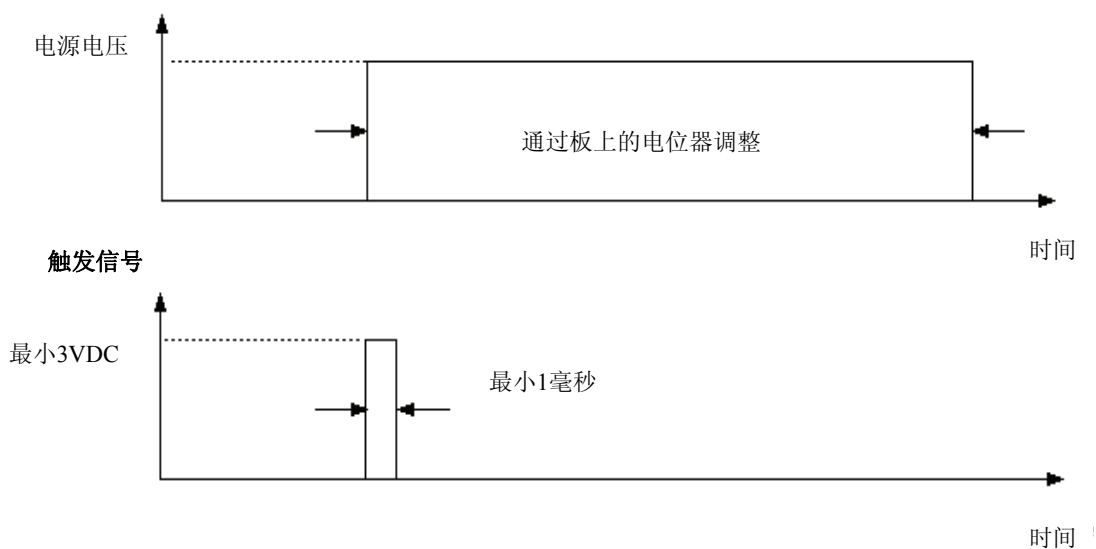 电源电压
通过板上的电位器调整
时间
触发信号
最小3VDC
最小1毫秒
时间